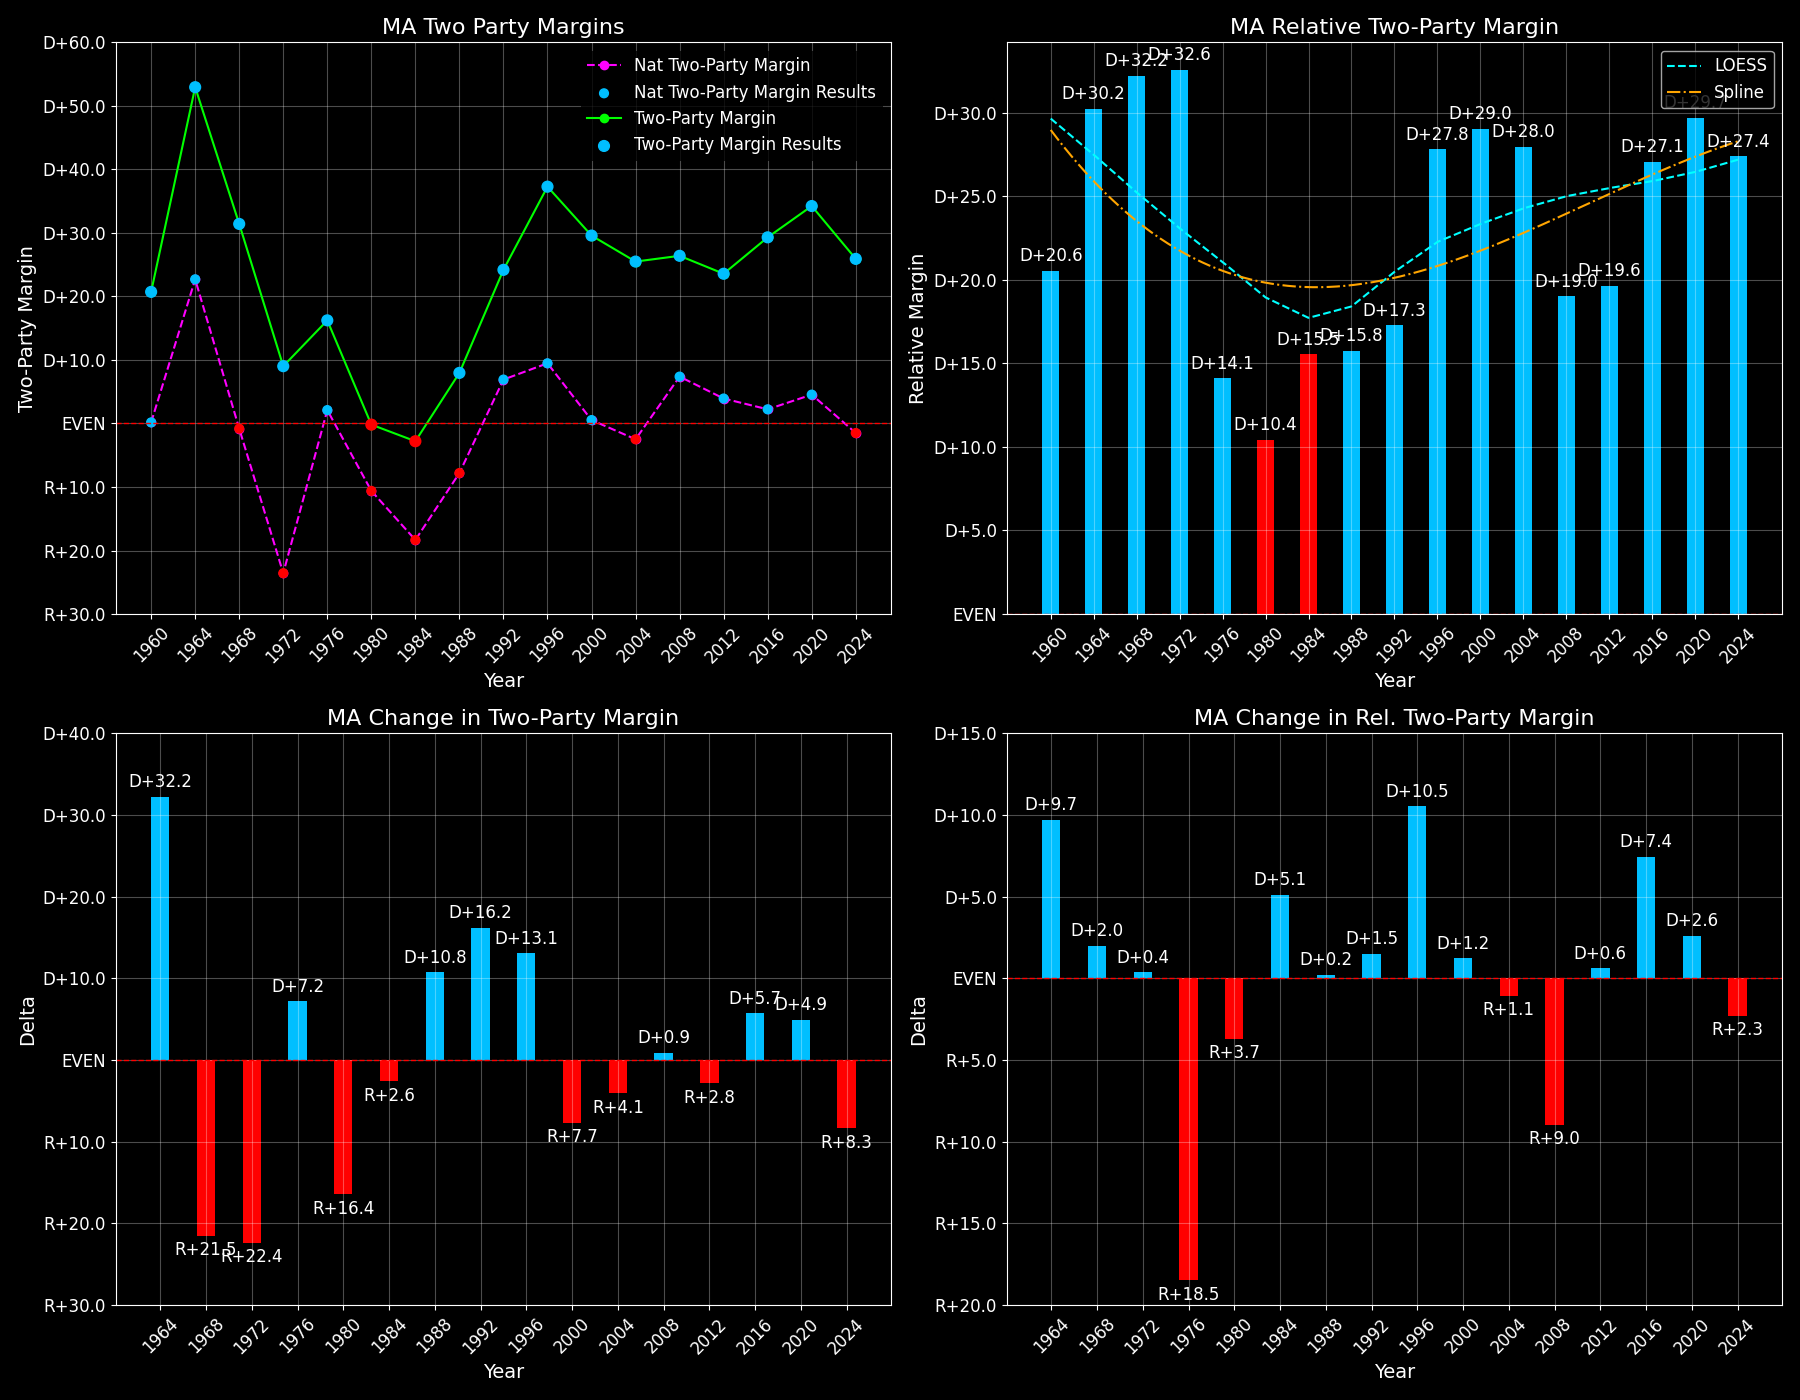 MA Two Party Margins
D+60.0
D+50.0
D+40.0
D+30.0
D+20.0
D+10.0
EVEN
R+10.0
R+20.0
R+30.0
Two-Party Margin
Nat Two-Party Margin
Nat Two-Party Margin Results
Two-Party Margin
Two-Party Margin Results
1960 1964 1968 1972 1976 1980 1984 1988 1992 1996 2000 2004 2008 2012 2016 2020 2024
Year
MA Relative Two-Party Margin
D+30.0
D+25.0
D+20.0
D+15.0
D+10.0
D+5.0
EVEN
Relative Margin
LOESS
Spline
D+20.6 D+30.2 D+32.2 D+32.6 D+14.1 D+10.4 D+15.5 D+15.8 D+17.3 D+27.8 D+29.0 D+28.0 D+19.0 D+19.6 D+27.1 D+27.4
1960 1964 1968 1972 1976 1980 1984 1988 1992 1996 2000 2004 2008 2012 2016 2020 2024
Year
MA Change in Two-Party Margin
D+40.0
D+30.0
D+20.0
D+10.0
EVEN
R+10.0
R+20.0
R+30.0
Delta
D+32.2 R+21.5 R+22.4 D+7.2 R+16.4 R+2.6 D+10.8 D+16.2 D+13.1 R+7.7 R+4.1 D+0.9 R+2.8 D+5.7 D+4.9 R+8.3
1964 1968 1972 1976 1980 1984 1988 1992 1996 2000 2004 2008 2012 2016 2020 2024
Year
MA Change in Rel. Two-Party Margin
D+15.0
D+10.0
D+5.0
EVEN
R+5.0
R+10.0
R+15.0
R+20.0
Delta
D+9.7 D+2.0 D+0.4 R+18.5 R+3.7 D+5.1 D+0.2 D+1.5 D+10.5 D+1.2 R+1.1 R+9.0 D+0.6 D+7.4 D+2.6 R+2.3
1964 1968 1972 1976 1980 1984 1988 1992 1996 2000 2004 2008 2012 2016 2020 2024
Year